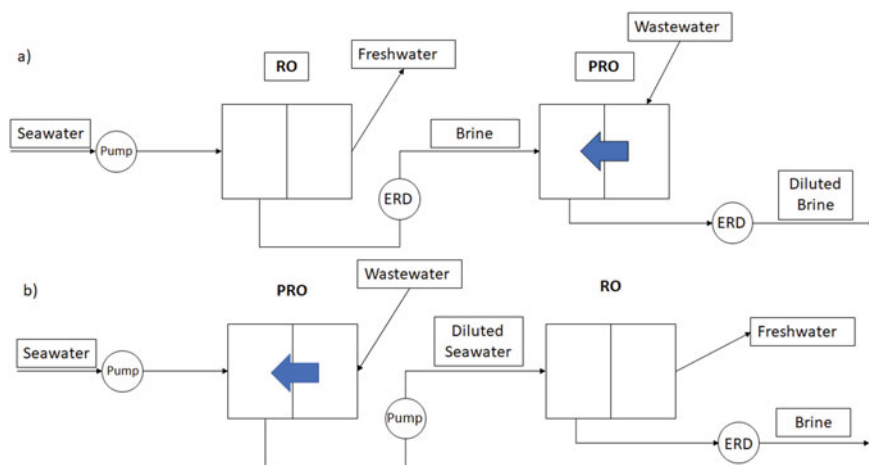 a)
RO
Freshwater
PRO
Wastewater
Seawater
Pump
ERD
Brine
ERD
Diluted
Brine
b)
PRO
Wastewater
RO
Seawater
Pump
Pump
Diluted
Seawater
Freshwater
ERD
Brine